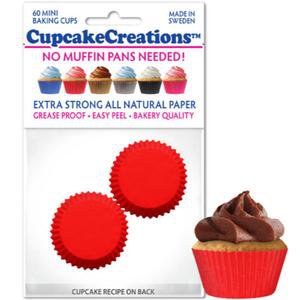 60 MINI
BAKING CUPS
MADE IN
SWEDEN
CupcakeCreations™
NO MUFFIN PANS NEEDED!
EXTRA STRONG ALL NATURAL PAPER
GREASE PROOF • EASY PEEL • BAKERY QUALITY
CUPCAKE RECIPE ON BACK